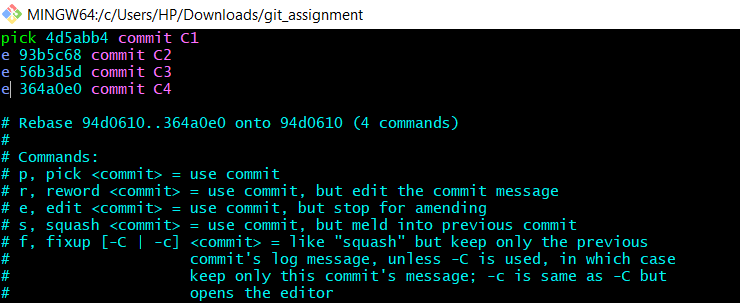 MINGW64:/c/Users/HP/Downloads/git_assignment
pick 4d5abb4 commit C1
e 93b5c68 commit C2
e 56b3d5d commit C3
e 364a0e0 commit C4
# Rebase 94d0610..364a0e0 onto 94d0610 (4 commands)
#
# Commands:
# p, pick <commit> = use commit
# r, reword <commit> = use commit, but edit the commit message
# e, edit <commit> = use commit, but stop for amending
# s, squash <commit> = use commit, but meld into previous commit
# f, fixup [-C | -c] <commit> = like "squash" but keep only the previous
#                    commit's log message, unless -C is used, in which case
#                    keep only this commit's message; -c is same as -C but
#                    opens the editor